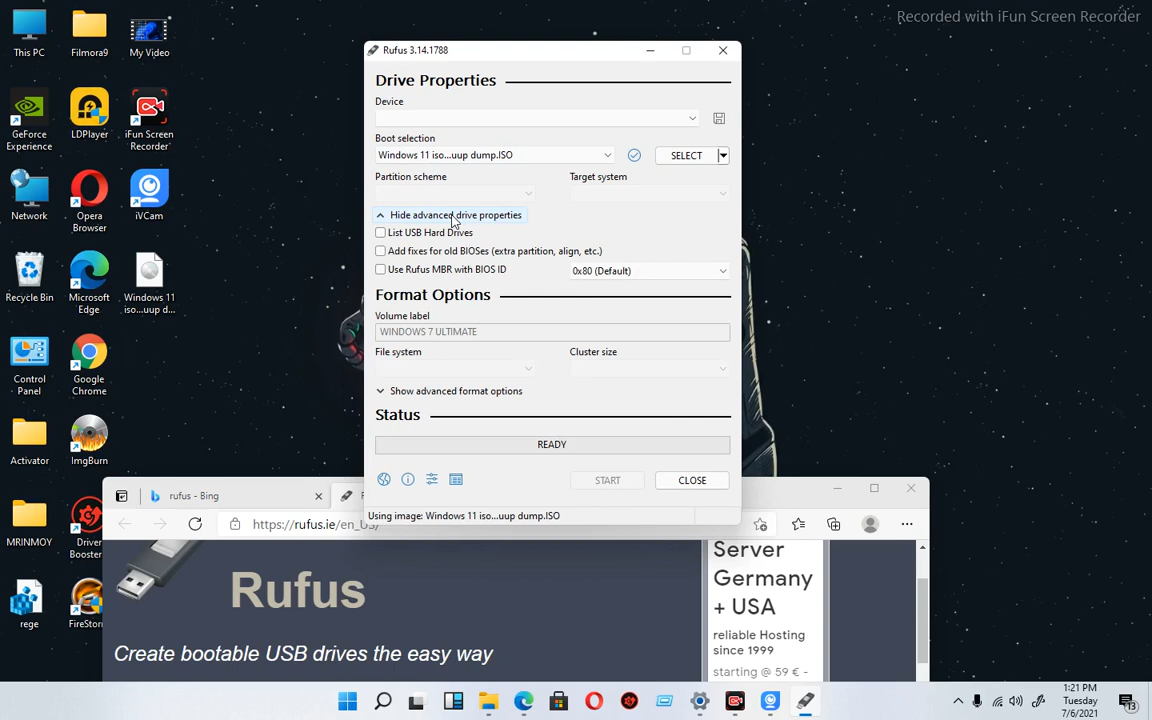 Recorded with iFun Screen Recorder
This PC
Filmora9
My Video
GeForce
Experience
LDPlayer
iFun Screen
Recorder
Network
Opera
Browser
iVCam
Recycle Bin
Microsoft
Edge
Windows 11
iso...uup d...
Control
Panel
Google
Chrome
Activator
ImgBurn
MRINMOY
Driver
Booster
rege
FireStor
Rufus 3.14.1788
Drive Properties
Device
Boot selection
Windows 11 iso...uup dump.ISO
SELECT
Partition scheme
Target system
Hide advanced drive properties
List USB Hard Drives
Add fixes for old BIOSes (extra partition, align, etc.)
Use Rufus MBR with BIOS ID
0x80 (Default)
Format Options
Volume label
WINDOWS 7 ULTIMATE
File system
Cluster size
Show advanced format options
Status
READY
START
CLOSE
Using image: Windows 11 iso...uup dump.ISO
rufus - Bing
https://rufus.ie/en_US/
Rufus
Create bootable USB drives the easy way
Server
Germany
+ USA
reliable Hosting
since 1999
starting @ 59 € -
1:21 PM
Tuesday
7/6/2021
13